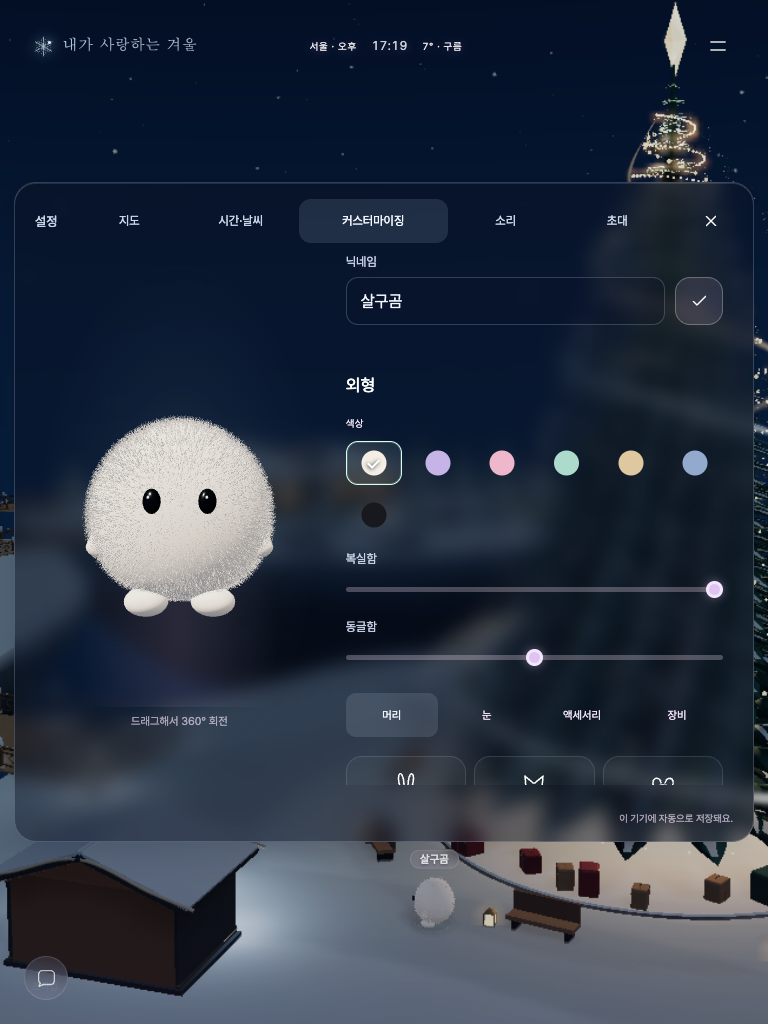 내가 사랑하는 겨울
서울 · 오후 17:19 7° · 구름
설정 지도 시간·날씨 커스터마이징 소리 초대
닉네임
살구곰
외형
색상
복실함
동글함
머리 눈 액세서리 장비
드래그해서 360° 회전
이 기기에 자동으로 저장돼요.
살구곰